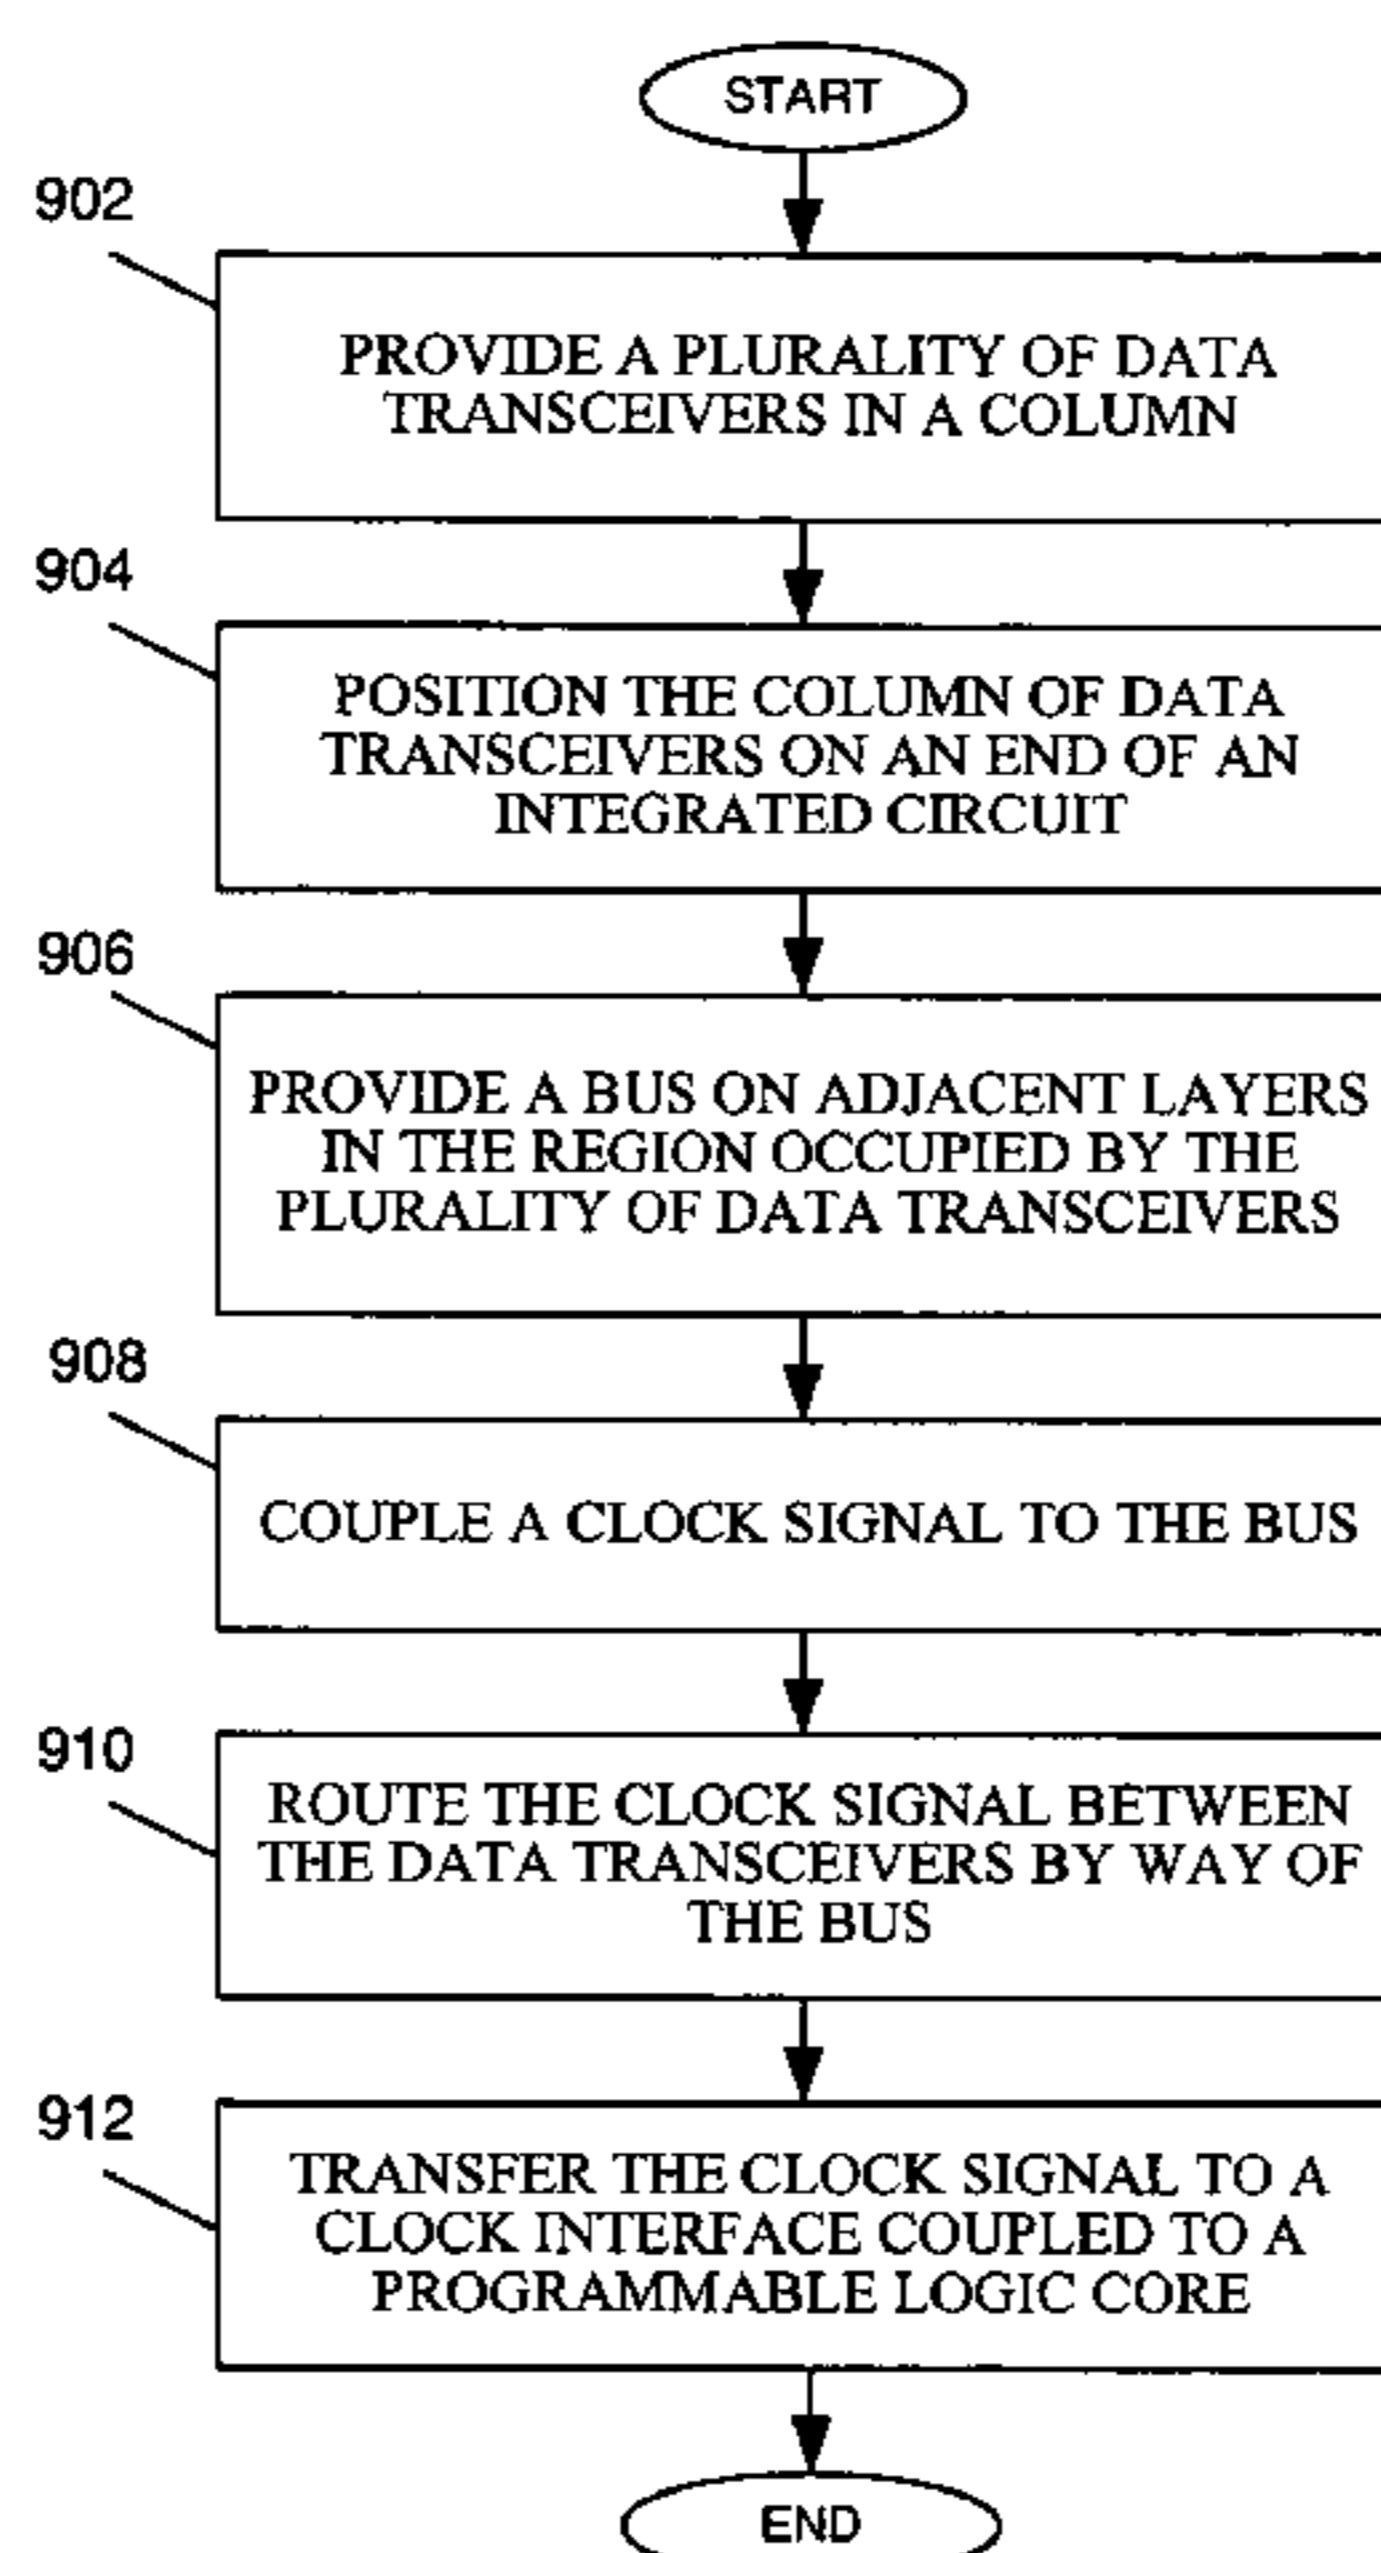 START
902
PROVIDE A PLURALITY OF DATA
TRANSCEIVERS IN A COLUMN
904
POSITION THE COLUMN OF DATA
TRANSCEIVERS ON AN END OF AN
INTEGRATED CIRCUIT
906
PROVIDE A BUS ON ADJACENT LAYERS
IN THE REGION OCCUPIED BY THE
PLURALITY OF DATA TRANSCEIVERS
908
COUPLE A CLOCK SIGNAL TO THE BUS
910
ROUTE THE CLOCK SIGNAL BETWEEN
THE DATA TRANSCEIVERS BY WAY OF
THE BUS
912
TRANSFER THE CLOCK SIGNAL TO A
CLOCK INTERFACE COUPLED TO A
PROGRAMMABLE LOGIC CORE
END